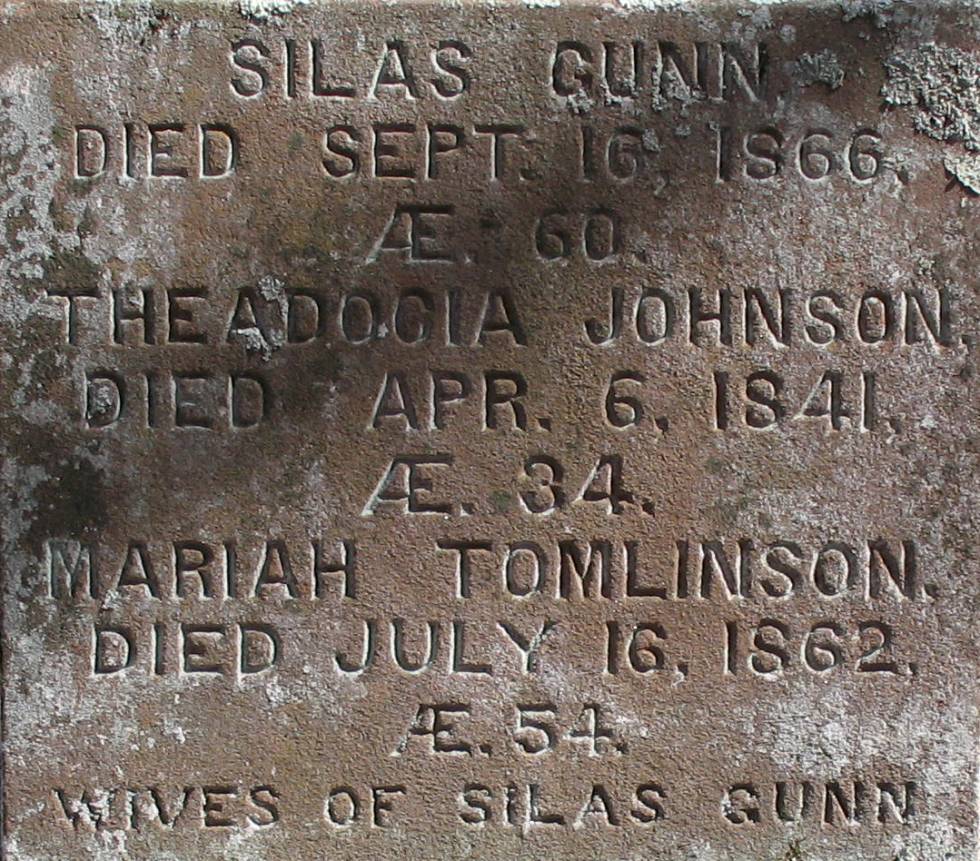 SILAS GUNN
DIED SEPT. 16, 1866.
Æ. 60.
THEADOCIA JOHNSON,
DIED APR. 6, 1841,
Æ. 34.
MARIAH TOMLINSON.
DIED JULY 16, 1862,
Æ. 54.
WIVES OF SILAS GUNN